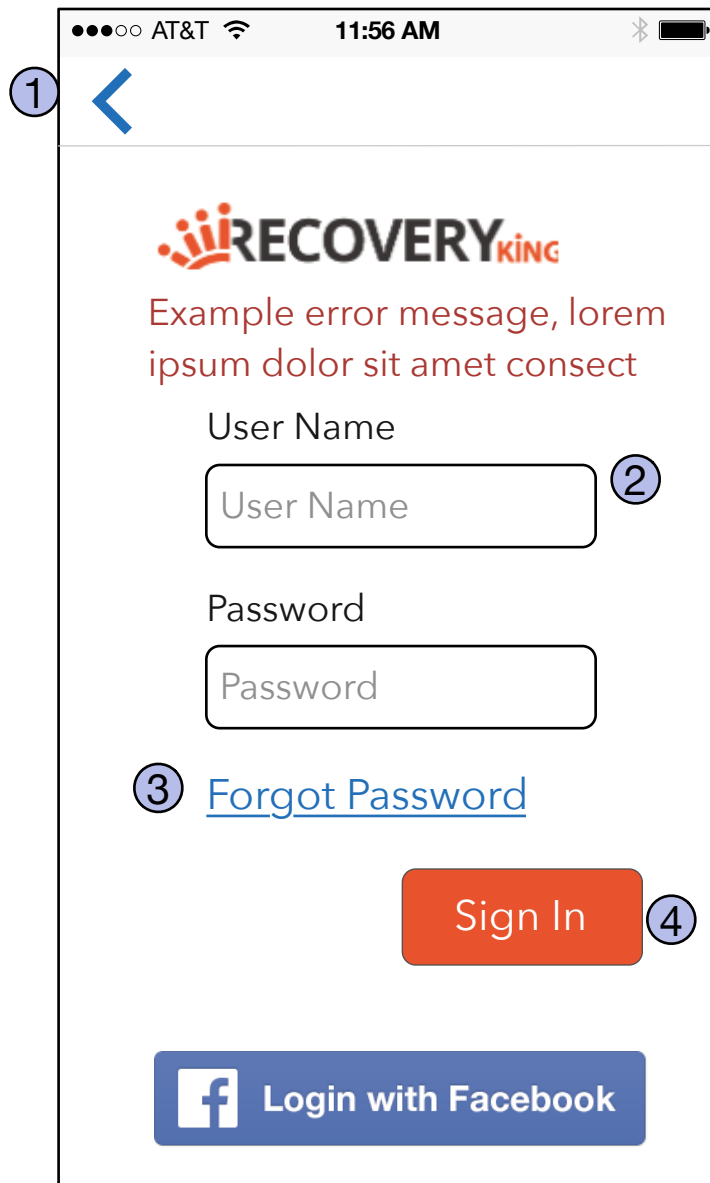 AT&T 11:56 AM
1
RECOVERY KING
Example error message, lorem
ipsum dolor sit amet consect
User Name
User Name 2
Password
Password
3 Forgot Password
Sign In 4
f Login with Facebook